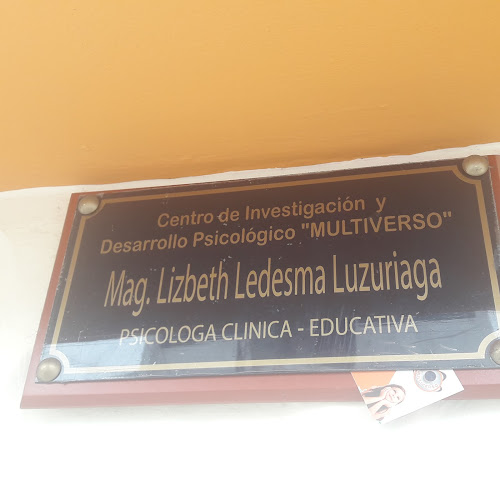 Centro de Investigación y
Desarrollo Psicológico "MULTIVERSO"
Mag. Lizbeth Ledesma Luzuriaga
PSICOLOGA CLINICA - EDUCATIVA